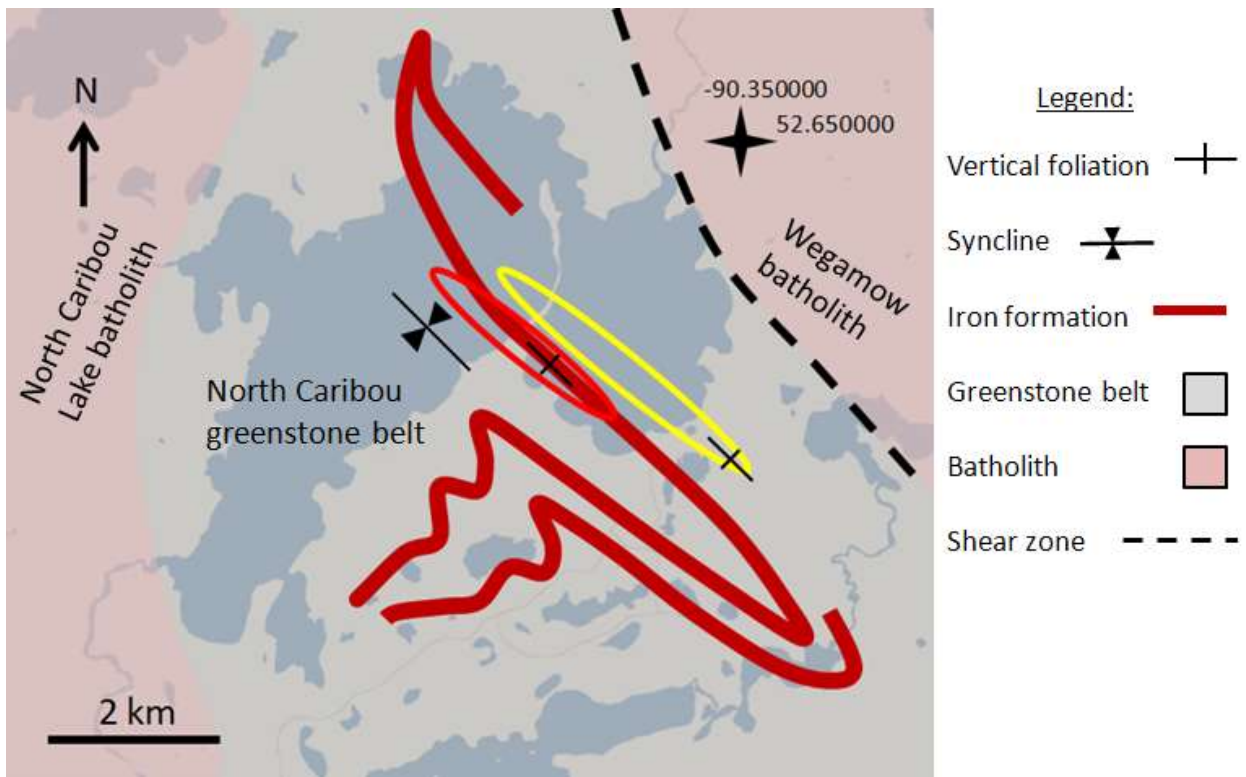 N
North Caribou
Lake batholith
-90.350000
52.650000
Wegamow
batholith
North Caribou
greenstone belt
2 km
Legend:
Vertical foliation
Syncline
Iron formation
Greenstone belt
Batholith
Shear zone